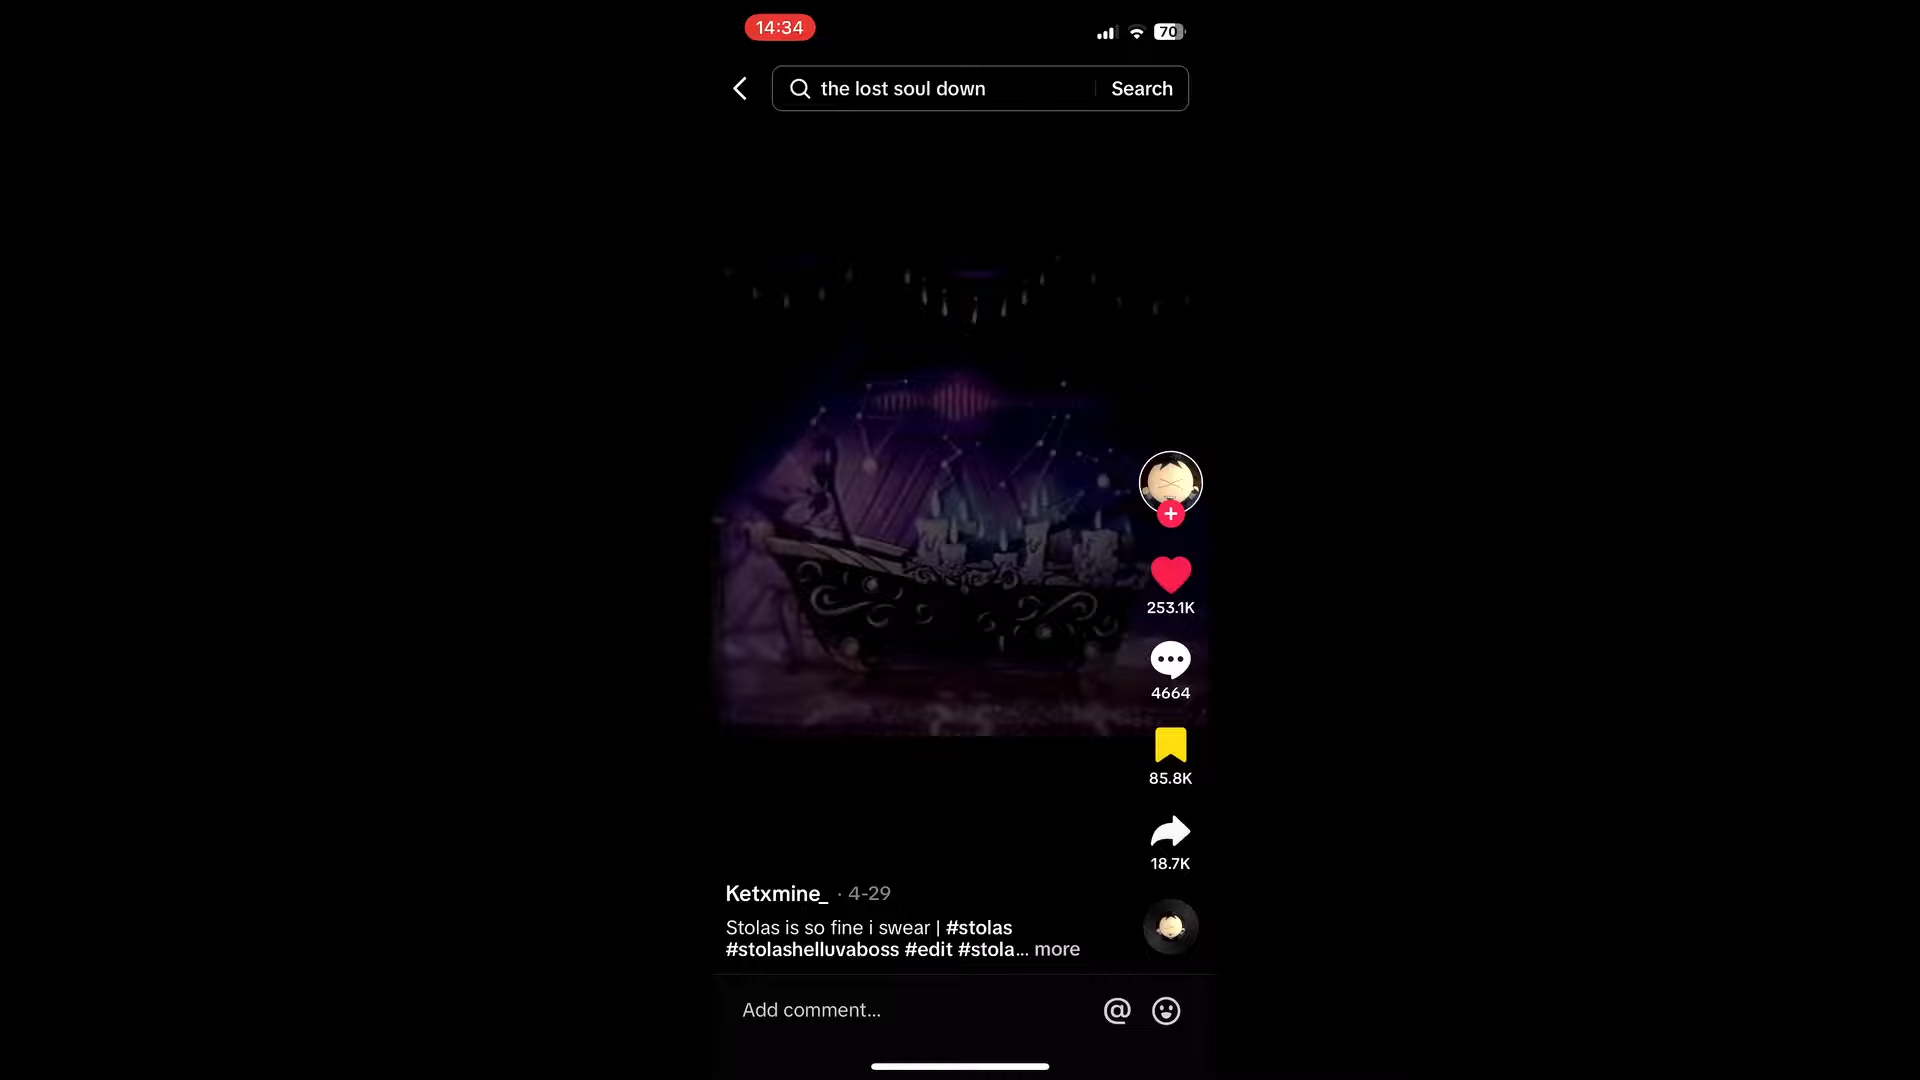 14:34
70
the lost soul down
Search
253.1K
4664
85.8K
18.7K
Ketxmine_ · 4-29
Stolas is so fine i swear | #stolas
#stolashelluvaboss #edit #stola... more
Add comment...